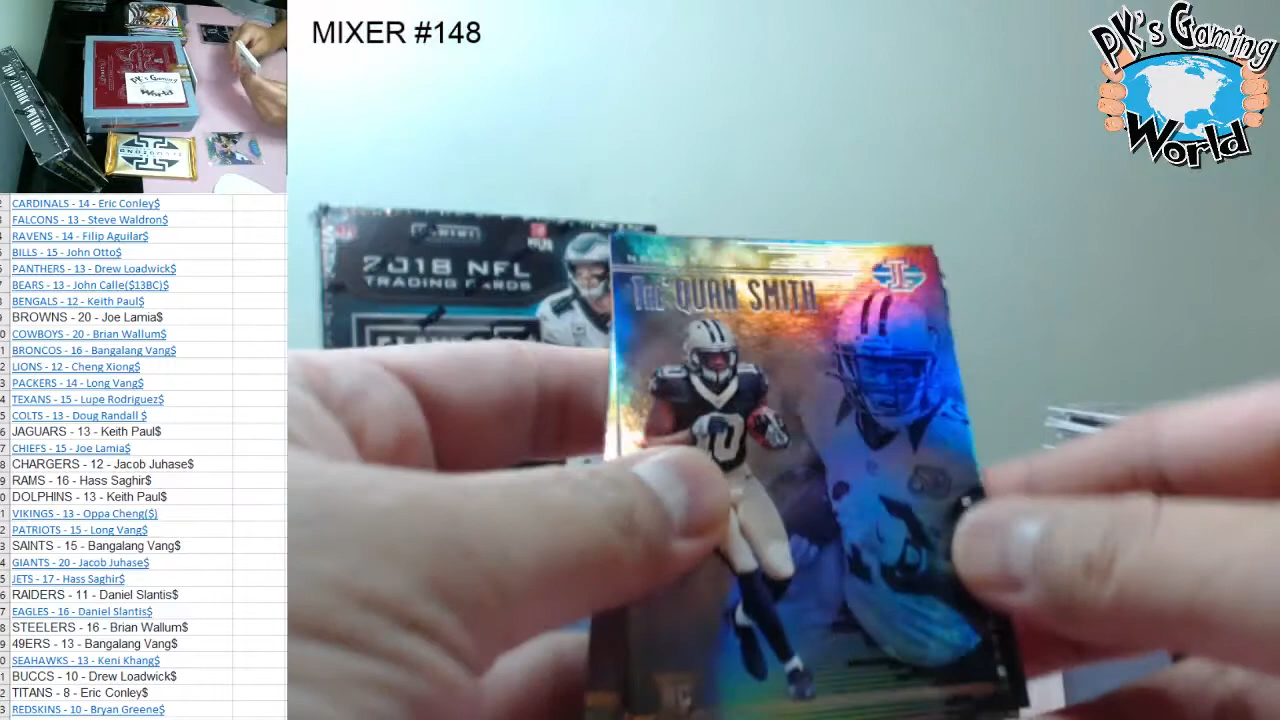 MIXER #148
PK's Gaming
World
PK's Gaming
World
CARDINALS - 14 - Eric Conley$
FALCONS - 13 - Steve Waldron$
RAVENS - 14 - Filip Aguilar$
BILLS - 15 - John Otto$
PANTHERS - 13 - Drew Loadwick$
BEARS - 13 - John Calle($13BC)$
BENGALS - 12 - Keith Paul$
BROWNS - 20 - Joe Lamia$
COWBOYS - 20 - Brian Wallum$
BRONCOS - 16 - Bangalang Vang$
LIONS - 12 - Cheng Xiong$
PACKERS - 14 - Long Vang$
TEXANS - 15 - Lupe Rodriguez$
COLTS - 13 - Doug Randall $
JAGUARS - 13 - Keith Paul$
CHIEFS - 15 - Joe Lamia$
CHARGERS - 12 - Jacob Juhase$
RAMS - 16 - Hass Saghir$
DOLPHINS - 13 - Keith Paul$
VIKINGS - 13 - Oppa Cheng($)
PATRIOTS - 15 - Long Vang$
SAINTS - 15 - Bangalang Vang$
GIANTS - 20 - Jacob Juhase$
JETS - 17 - Hass Saghir$
RAIDERS - 11 - Daniel Slantis$
EAGLES - 16 - Daniel Slantis$
STEELERS - 16 - Brian Wallum$
49ERS - 13 - Bangalang Vang$
SEAHAWKS - 13 - Keni Khang$
BUCCS - 10 - Drew Loadwick$
TITANS - 8 - Eric Conley$
REDSKINS - 10 - Bryan Greene$
PANINI
2018 NFL
TRADING CARDS
TRE'QUAN SMITH
10
10